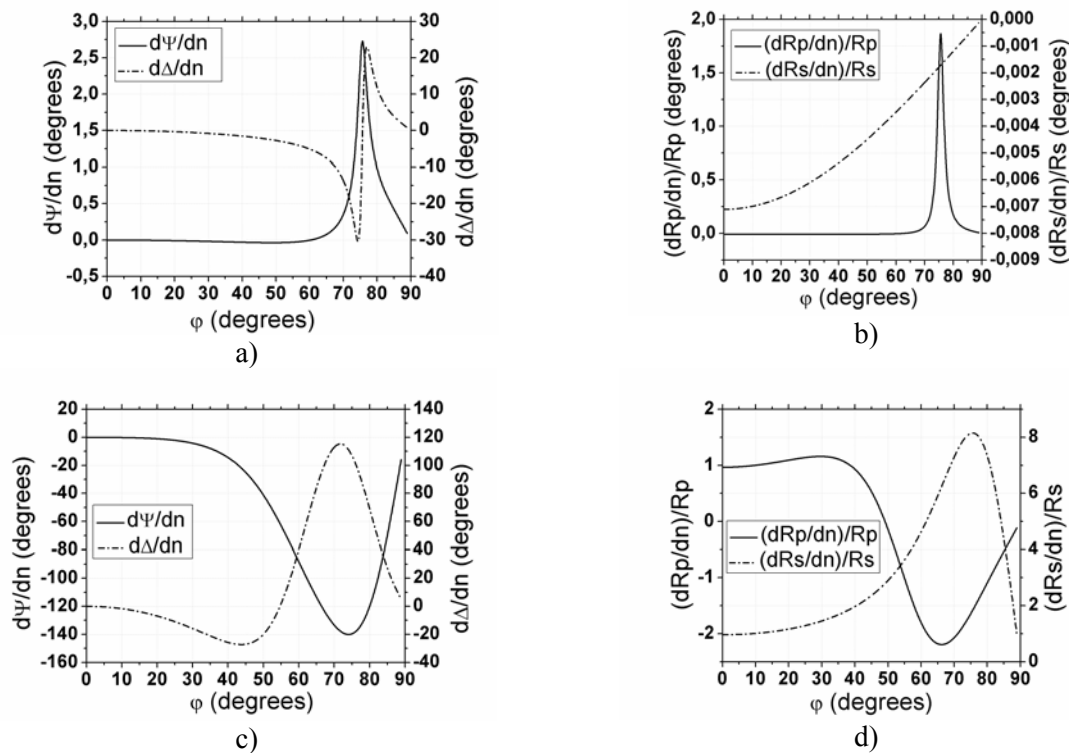 3,0
2,5
2,0
1,5
1,0
0,5
0,0
-0,5
dΨ/dn (degrees)
dΨ/dn
dΔ/dn
30
20
10
0
-10
-20
-30
-40
dΔ/dn (degrees)
0 10 20 30 40 50 60 70 80 90
φ (degrees)
a)
2,0
1,5
1,0
0,5
0,0
(dRp/dn)/Rp (degrees)
(dRp/dn)/Rp
(dRs/dn)/Rs
0,000
-0,001
-0,002
-0,003
-0,004
-0,005
-0,006
-0,007
-0,008
-0,009
(dRs/dn)/Rs (degrees)
0 10 20 30 40 50 60 70 80 90
φ (degrees)
b)
20
0
-20
-40
-60
-80
-100
-120
-140
-160
dΨ/dn (degrees)
dΨ/dn
dΔ/dn
140
120
100
80
60
40
20
0
-20
-40
dΔ/dn (degrees)
0 10 20 30 40 50 60 70 80 90
φ (degrees)
c)
2
1
0
-1
-2
(dRp/dn)/Rp
(dRp/dn)/Rp
(dRs/dn)/Rs
8
6
4
2
0
(dRs/dn)/Rs
0 10 20 30 40 50 60 70 80 90
φ (degrees)
d)